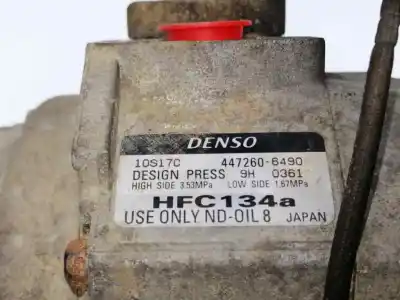 DENSO
10S17C 447260-6490
DESIGN PRESS 9H 0361
HIGH SIDE 3.53MPa LOW SIDE 1.67MPa
HFC134a
USE ONLY ND-OIL 8 JAPAN